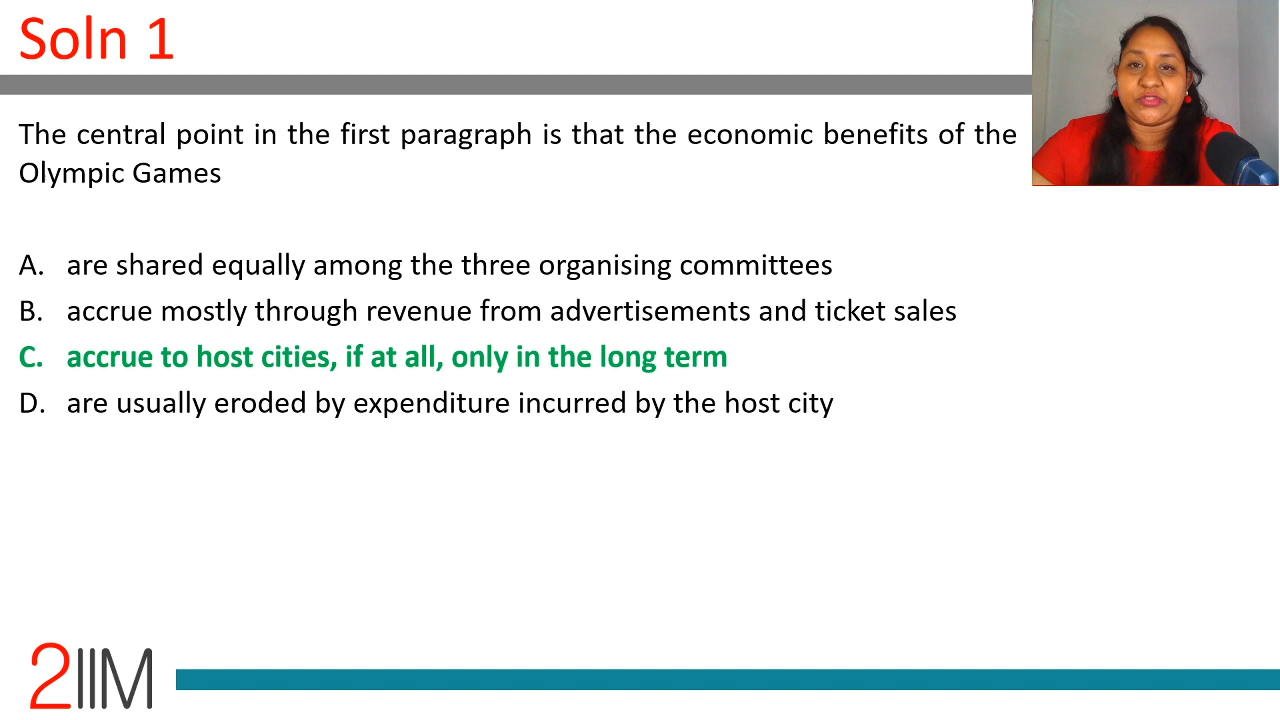 Soln 1
The central point in the first paragraph is that the economic benefits of the
Olympic Games
A. are shared equally among the three organising committees
B. accrue mostly through revenue from advertisements and ticket sales
C. accrue to host cities, if at all, only in the long term
D. are usually eroded by expenditure incurred by the host city
2IIM